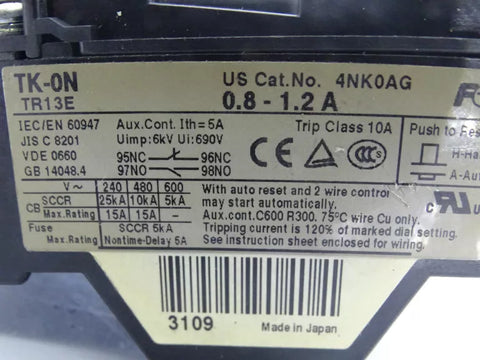 TK-0N US Cat.No. 4NK0AG
TR13E 0.8 - 1.2 A
IEC/EN 60947 Aux.Cont. Ith=5A Trip Class 10A Push to
JIS C 8201 Uimp:6kV Ui:690V
VDE 0660 95NC 96NC
GB 14048.4 97NO 98NO
CE CCC
V~ 240 480 600
CB SCCR 25kA 10kA 5kA
Max.Rating 15A 15A 5A
Fuse SCCR 5kA
Max.Rating Nontime-Delay 5A
With auto reset and 2 wire control
may start automatically.
Aux.cont.C600 R300. 75°C wire Cu only.
Tripping current is 120% of marked dial setting.
See instruction sheet enclosed for wiring.
3109 Made in Japan